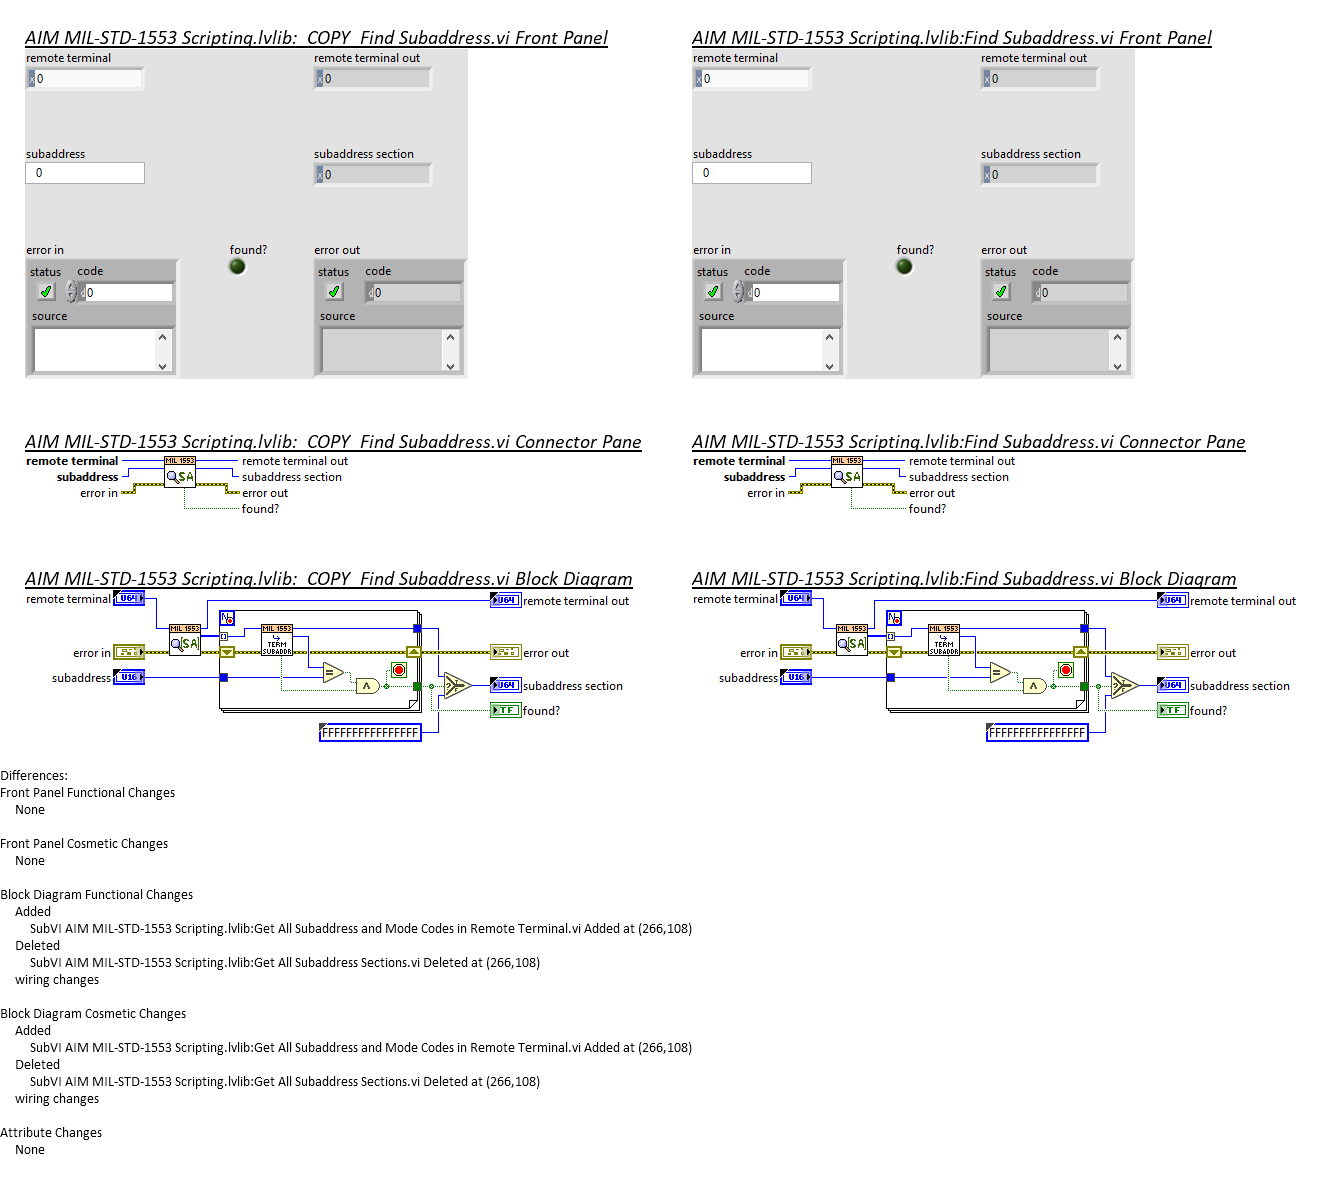 AIM MIL-STD-1553 Scripting.lvlib:_COPY_Find Subaddress.vi Front Panel
remote terminal
remote terminal out
x 0
x 0
subaddress
subaddress section
0
x 0
error in
found?
error out
status code
status code
d 0
d 0
source
source
AIM MIL-STD-1553 Scripting.lvlib:Find Subaddress.vi Front Panel
remote terminal
remote terminal out
x 0
x 0
subaddress
subaddress section
0
x 0
error in
found?
error out
status code
status code
d 0
d 0
source
source
AIM MIL-STD-1553 Scripting.lvlib:_COPY_Find Subaddress.vi Connector Pane
remote terminal
MIL 1553
remote terminal out
subaddress
SA
subaddress section
error in
error out
found?
AIM MIL-STD-1553 Scripting.lvlib:Find Subaddress.vi Connector Pane
remote terminal
MIL 1553
remote terminal out
subaddress
SA
subaddress section
error in
error out
found?
AIM MIL-STD-1553 Scripting.lvlib:_COPY_Find Subaddress.vi Block Diagram
remote terminal
U64
U64
remote terminal out
N
MIL 1553
[SA]
MIL 1553
TERM
SUBADDR
error in
error out
subaddress
U16
=
∧
?
T
F
U64
subaddress section
TF
found?
FFFFFFFFFFFFFFFF
AIM MIL-STD-1553 Scripting.lvlib:Find Subaddress.vi Block Diagram
remote terminal
U64
U64
remote terminal out
N
MIL 1553
[SA]
MIL 1553
TERM
SUBADDR
error in
error out
subaddress
U16
=
∧
?
T
F
U64
subaddress section
TF
found?
FFFFFFFFFFFFFFFF
Differences:
Front Panel Functional Changes
None
Front Panel Cosmetic Changes
None
Block Diagram Functional Changes
Added
SubVI AIM MIL-STD-1553 Scripting.lvlib:Get All Subaddress and Mode Codes in Remote Terminal.vi Added at (266,108)
Deleted
SubVI AIM MIL-STD-1553 Scripting.lvlib:Get All Subaddress Sections.vi Deleted at (266,108)
wiring changes
Block Diagram Cosmetic Changes
Added
SubVI AIM MIL-STD-1553 Scripting.lvlib:Get All Subaddress and Mode Codes in Remote Terminal.vi Added at (266,108)
Deleted
SubVI AIM MIL-STD-1553 Scripting.lvlib:Get All Subaddress Sections.vi Deleted at (266,108)
wiring changes
Attribute Changes
None